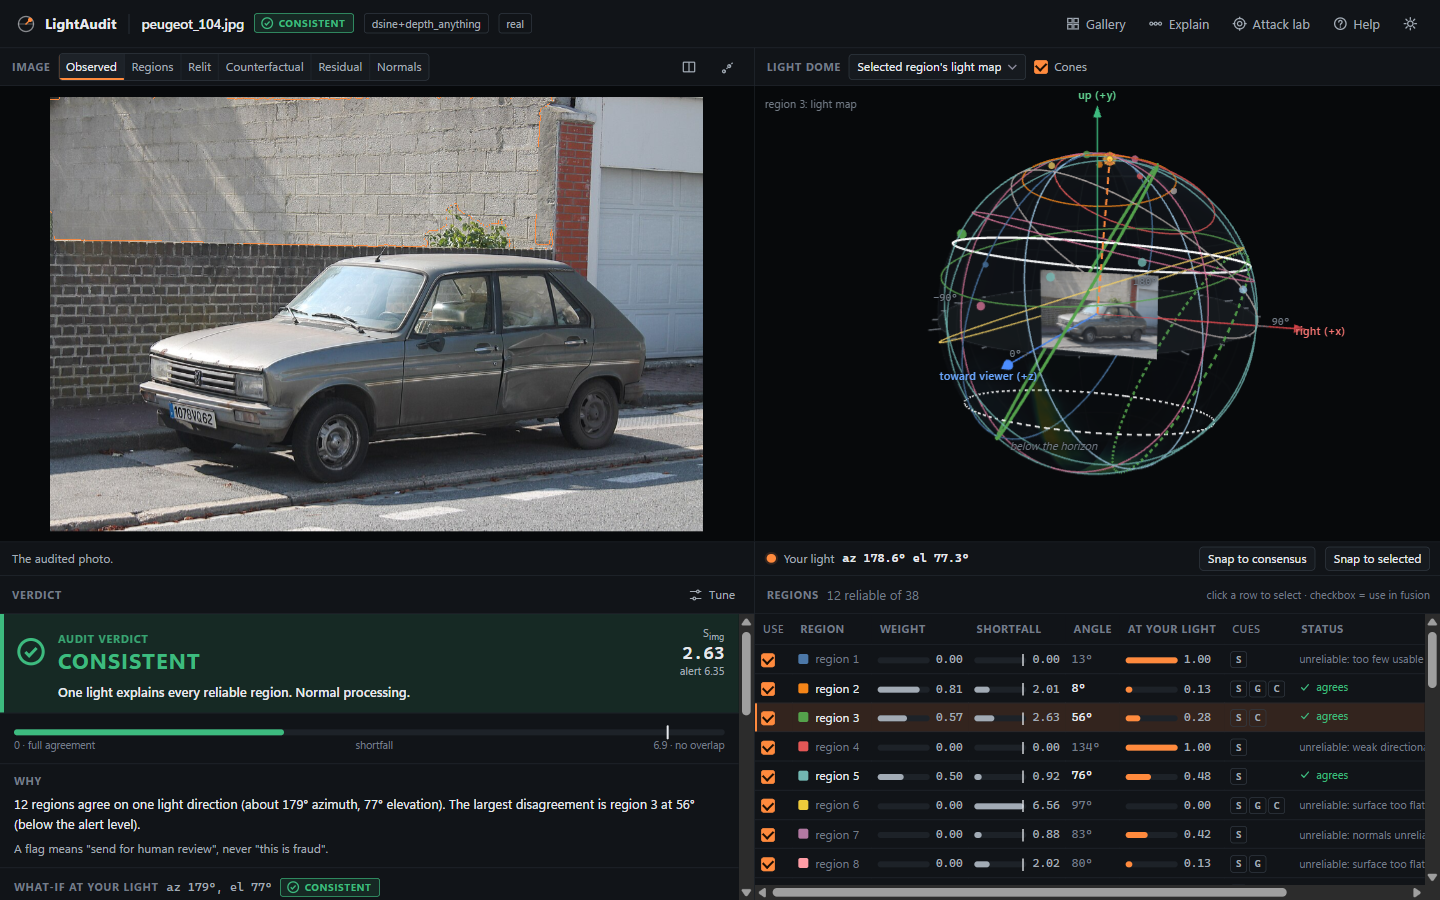 LightAudit peugeot_104.jpg CONSISTENT dsine+depth_anything real Gallery Explain Attack lab Help
IMAGE Observed Regions Relit Counterfactual Residual Normals
LIGHT DOME Selected region's light map Cones
region 3: light map
up (+y)
-90°
90°
right (+x)
0°
toward viewer (+z)
below the horizon
1078VQ62
The audited photo.
Your light az 178.6° el 77.3° Snap to consensus Snap to selected
VERDICT Tune
AUDIT VERDICT
CONSISTENT
One light explains every reliable region. Normal processing.
Simg
2.63
alert 6.35
0 · full agreement shortfall 6.9 · no overlap
WHY
12 regions agree on one light direction (about 179° azimuth, 77° elevation). The largest disagreement is region 3 at 56°
(below the alert level).
A flag means "send for human review", never "this is fraud".
WHAT-IF AT YOUR LIGHT az 179°, el 77° CONSISTENT
REGIONS 12 reliable of 38 click a row to select · checkbox = use in fusion
USE REGION WEIGHT SHORTFALL ANGLE AT YOUR LIGHT CUES STATUS
region 1 0.00 0.00 13° 1.00 S unreliable: too few usable
region 2 0.81 2.01 8° 0.13 S G C agrees
region 3 0.57 2.63 56° 0.28 S C agrees
region 4 0.00 0.00 134° 1.00 S unreliable: weak direction
region 5 0.50 0.92 76° 0.48 S agrees
region 6 0.00 6.56 97° 0.00 S G C unreliable: surface too flat
region 7 0.00 0.88 83° 0.42 S unreliable: normals unrelia
region 8 0.00 2.02 80° 0.13 S G unreliable: surface too flat